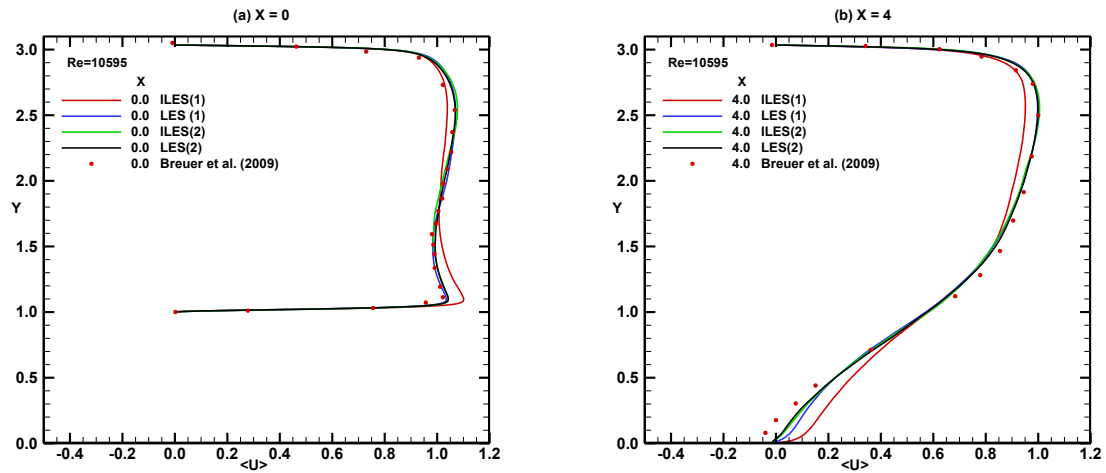 (a) X = 0
3.0
2.5
2.0
Y
1.5
1.0
0.5
0.0
-0.4 -0.2 0.0 0.2 0.4 0.6 0.8 1.0 1.2
<U>
Re=10595
X
0.0 ILES(1)
0.0 LES (1)
0.0 ILES(2)
0.0 LES(2)
0.0 Breuer et al. (2009)
(b) X = 4
3.0
2.5
2.0
Y
1.5
1.0
0.5
0.0
-0.4 -0.2 0.0 0.2 0.4 0.6 0.8 1.0 1.2
<U>
Re=10595
X
4.0 ILES(1)
4.0 LES (1)
4.0 ILES(2)
4.0 LES(2)
4.0 Breuer et al. (2009)